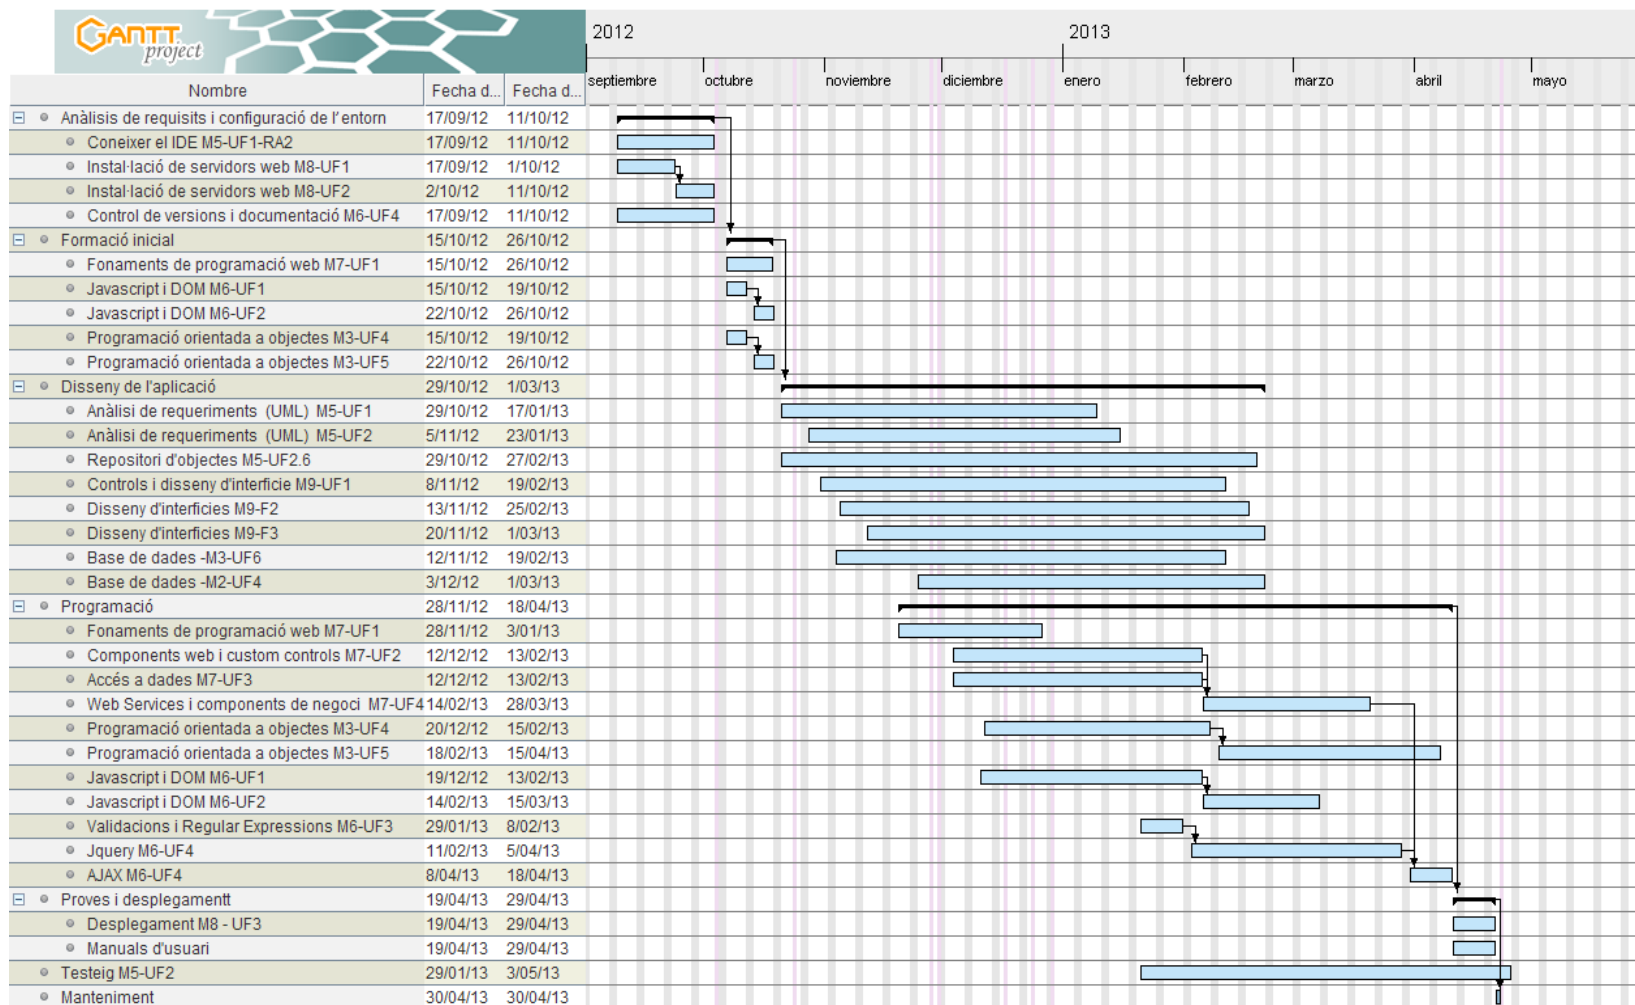 GANTT
project
2012 2013
septiembre octubre noviembre diciembre enero febrero marzo abril mayo
Nombre Fecha d... Fecha d...
Anàlisis de requisits i configuració de l'entorn 17/09/12 11/10/12
Coneixer el IDE M5-UF1-RA2 17/09/12 11/10/12
Instal·lació de servidors web M8-UF1 17/09/12 1/10/12
Instal·lació de servidors web M8-UF2 2/10/12 11/10/12
Control de versions i documentació M6-UF4 17/09/12 11/10/12
Formació inicial 15/10/12 26/10/12
Fonaments de programació web M7-UF1 15/10/12 26/10/12
Javascript i DOM M6-UF1 15/10/12 19/10/12
Javascript i DOM M6-UF2 22/10/12 26/10/12
Programació orientada a objectes M3-UF4 15/10/12 19/10/12
Programació orientada a objectes M3-UF5 22/10/12 26/10/12
Disseny de l'aplicació 29/10/12 1/03/13
Anàlisi de requeriments (UML) M5-UF1 29/10/12 17/01/13
Anàlisi de requeriments (UML) M5-UF2 5/11/12 23/01/13
Repositori d'objectes M5-UF2.6 29/10/12 27/02/13
Controls i disseny d'interficie M9-UF1 8/11/12 19/02/13
Disseny d'interficies M9-F2 13/11/12 25/02/13
Disseny d'interficies M9-F3 20/11/12 1/03/13
Base de dades -M3-UF6 12/11/12 19/02/13
Base de dades -M2-UF4 3/12/12 1/03/13
Programació 28/11/12 18/04/13
Fonaments de programació web M7-UF1 28/11/12 3/01/13
Components web i custom controls M7-UF2 12/12/12 13/02/13
Accés a dades M7-UF3 12/12/12 13/02/13
Web Services i components de negoci M7-UF4 14/02/13 28/03/13
Programació orientada a objectes M3-UF4 20/12/12 15/02/13
Programació orientada a objectes M3-UF5 18/02/13 15/04/13
Javascript i DOM M6-UF1 19/12/12 13/02/13
Javascript i DOM M6-UF2 14/02/13 15/03/13
Validacions i Regular Expressions M6-UF3 29/01/13 8/02/13
Jquery M6-UF4 11/02/13 5/04/13
AJAX M6-UF4 8/04/13 18/04/13
Proves i desplegamentt 19/04/13 29/04/13
Desplegament M8 - UF3 19/04/13 29/04/13
Manuals d'usuari 19/04/13 29/04/13
Testeig M5-UF2 29/01/13 3/05/13
Manteniment 30/04/13 30/04/13